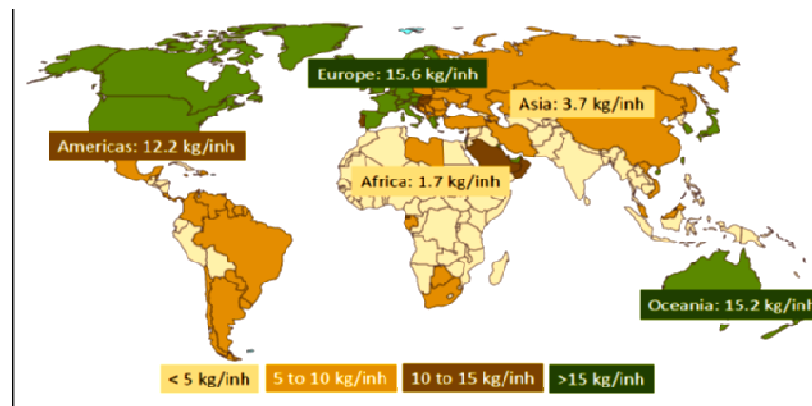 Europe: 15.6 kg/inh
Asia: 3.7 kg/inh
Americas: 12.2 kg/inh
Africa: 1.7 kg/inh
Oceania: 15.2 kg/inh
< 5 kg/inh 5 to 10 kg/inh 10 to 15 kg/inh >15 kg/inh